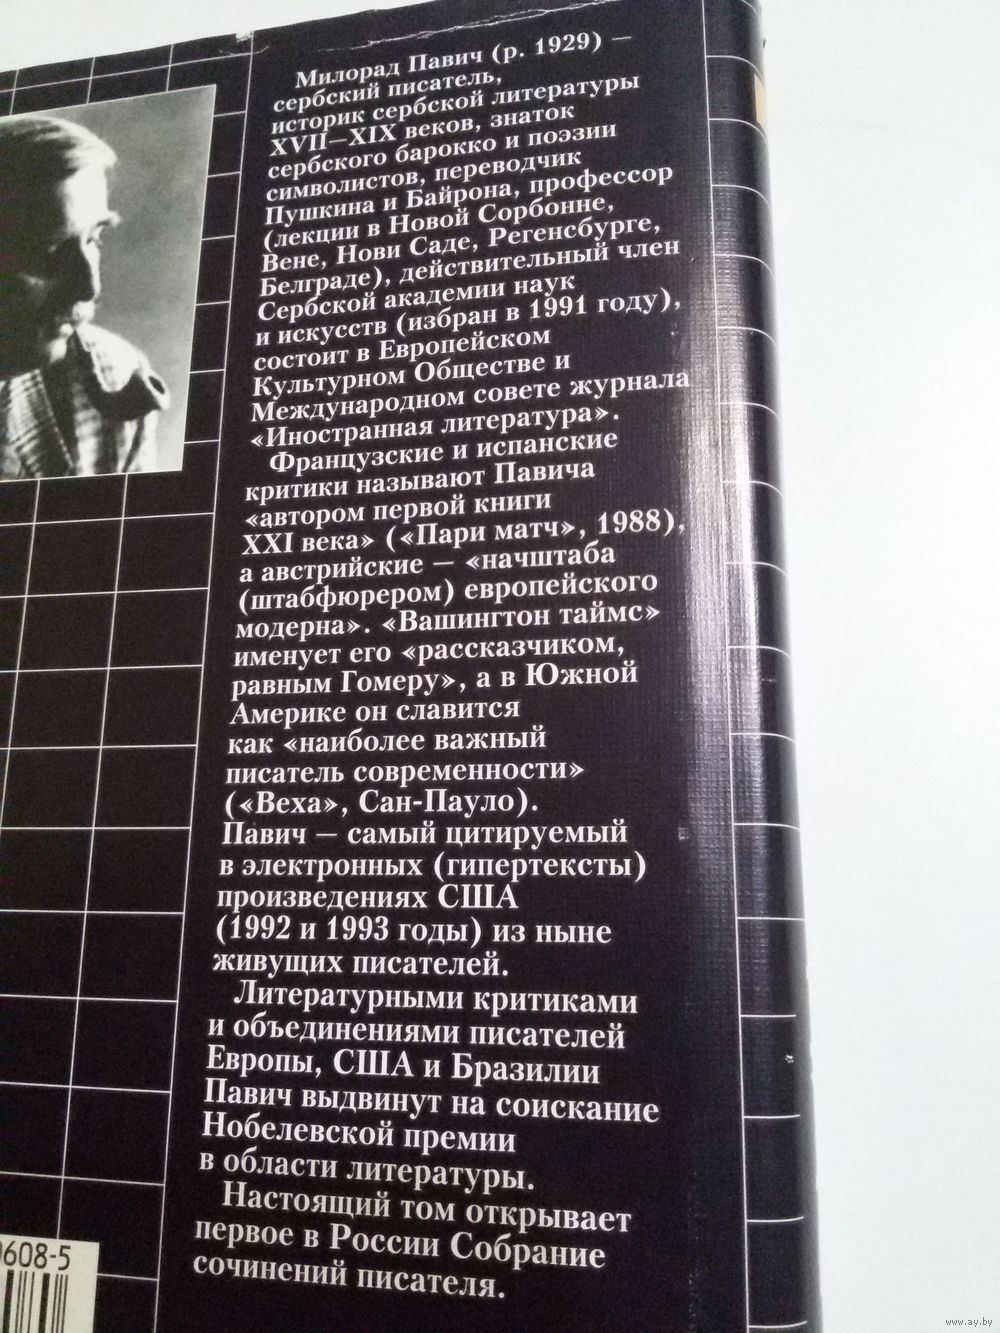 Милорад Павич (р. 1929) —
сербский писатель,
историк сербской литературы
XVII—XIX веков, знаток
сербского барокко и поэзии
символистов, переводчик
Пушкина и Байрона, профессор
(лекции в Новой Сорбонне,
Вене, Нови Саде, Регенсбурге,
Белграде), действительный член
Сербской академии наук
и искусств (избран в 1991 году),
состоит в Европейском
Культурном Обществе и
Международном совете журнала
«Иностранная литература».
Французские и испанские
критики называют Павича
«автором первой книги
XXI века» («Пари матч», 1988),
а австрийские — «начштаба
(штабфюрером) европейского
модерна». «Вашингтон таймс»
именует его «рассказчиком,
равным Гомеру», а в Южной
Америке он славится
как «наиболее важный
писатель современности»
(«Веха», Сан-Пауло).
Павич — самый цитируемый
в электронных (гипертексты)
произведениях США
(1992 и 1993 годы) из ныне
живущих писателей.
Литературными критиками
и объединениями писателей
Европы, США и Бразилии
Павич выдвинут на соискание
Нобелевской премии
в области литературы.
Настоящий том открывает
первое в России Собрание
сочинений писателя.
0608-5
www.ay.by